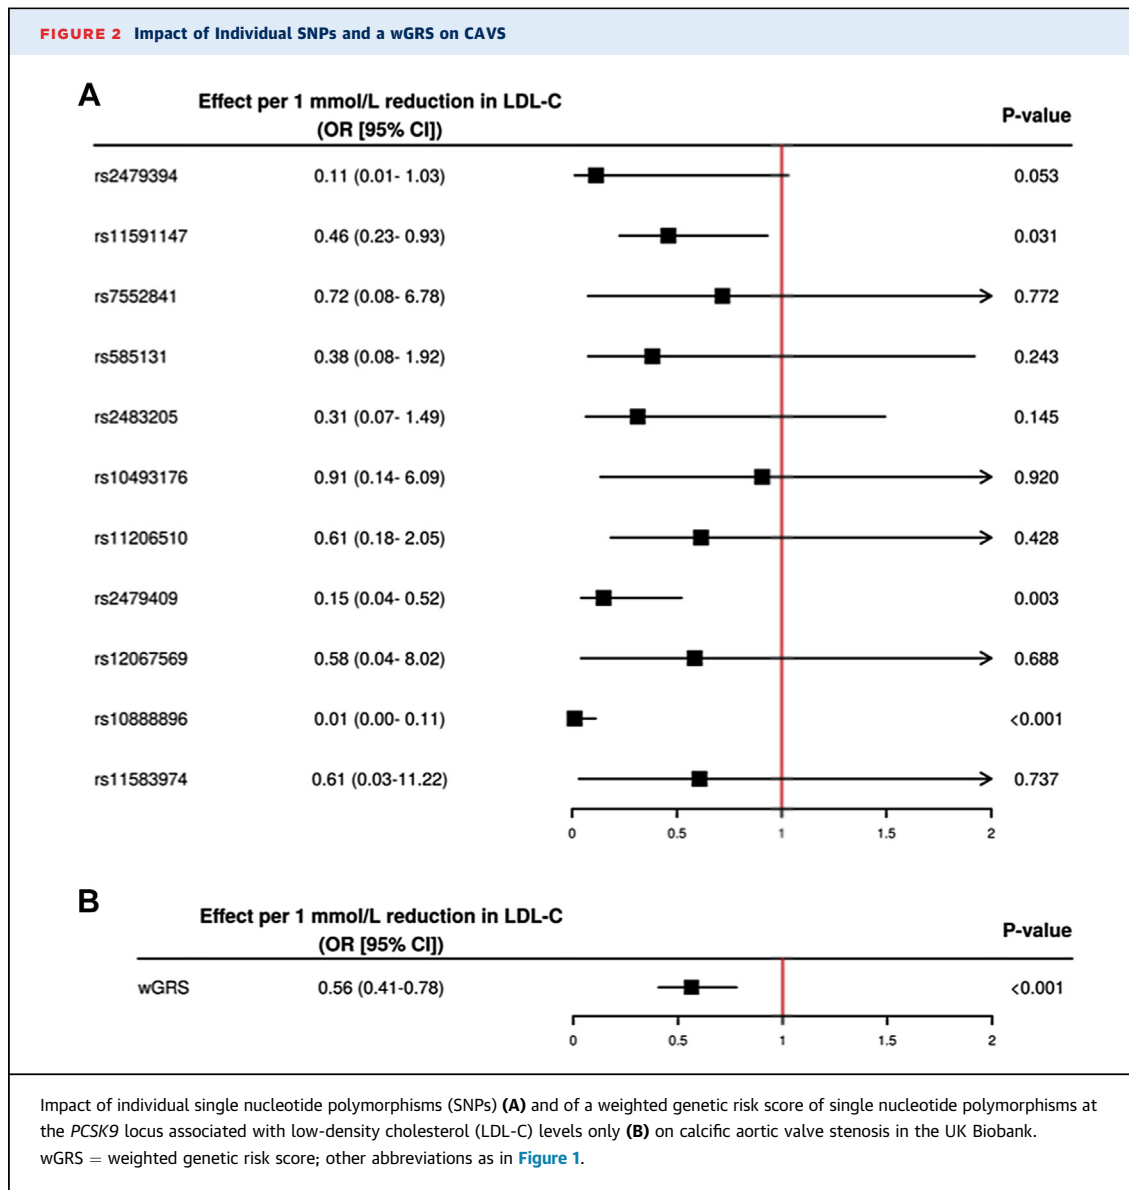 FIGURE 2 Impact of Individual SNPs and a wGRS on CAVS
A
Effect per 1 mmol/L reduction in LDL-C
(OR [95% CI])
P-value
rs2479394 0.11 (0.01- 1.03) 0.053
rs11591147 0.46 (0.23- 0.93) 0.031
rs7552841 0.72 (0.08- 6.78) 0.772
rs585131 0.38 (0.08- 1.92) 0.243
rs2483205 0.31 (0.07- 1.49) 0.145
rs10493176 0.91 (0.14- 6.09) 0.920
rs11206510 0.61 (0.18- 2.05) 0.428
rs2479409 0.15 (0.04- 0.52) 0.003
rs12067569 0.58 (0.04- 8.02) 0.688
rs10888896 0.01 (0.00- 0.11) <0.001
rs11583974 0.61 (0.03-11.22) 0.737
0 0.5 1 1.5 2
B
Effect per 1 mmol/L reduction in LDL-C
(OR [95% CI])
P-value
wGRS 0.56 (0.41-0.78) <0.001
0 0.5 1 1.5 2
Impact of individual single nucleotide polymorphisms (SNPs) (A) and of a weighted genetic risk score of single nucleotide polymorphisms at
the PCSK9 locus associated with low-density cholesterol (LDL-C) levels only (B) on calcific aortic valve stenosis in the UK Biobank.
wGRS = weighted genetic risk score; other abbreviations as in Figure 1.